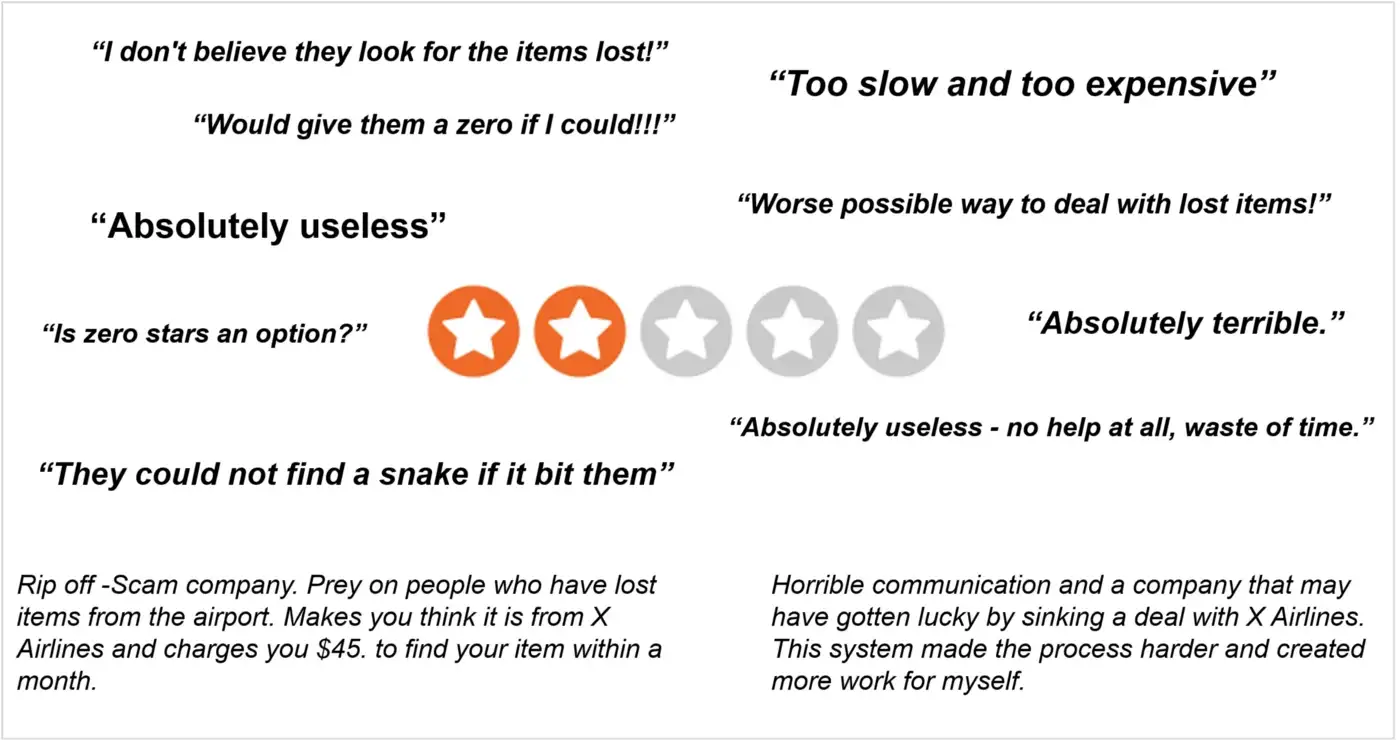 “I don't believe they look for the items lost!”
“Too slow and too expensive”
“Would give them a zero if I could!!!”
“Worse possible way to deal with lost items!”
“Absolutely useless”
“Is zero stars an option?”
“Absolutely terrible.”
“Absolutely useless - no help at all, waste of time.”
“They could not find a snake if it bit them”
Rip off -Scam company. Prey on people who have lost
items from the airport. Makes you think it is from X
Airlines and charges you $45. to find your item within a
month.
Horrible communication and a company that may
have gotten lucky by sinking a deal with X Airlines.
This system made the process harder and created
more work for myself.